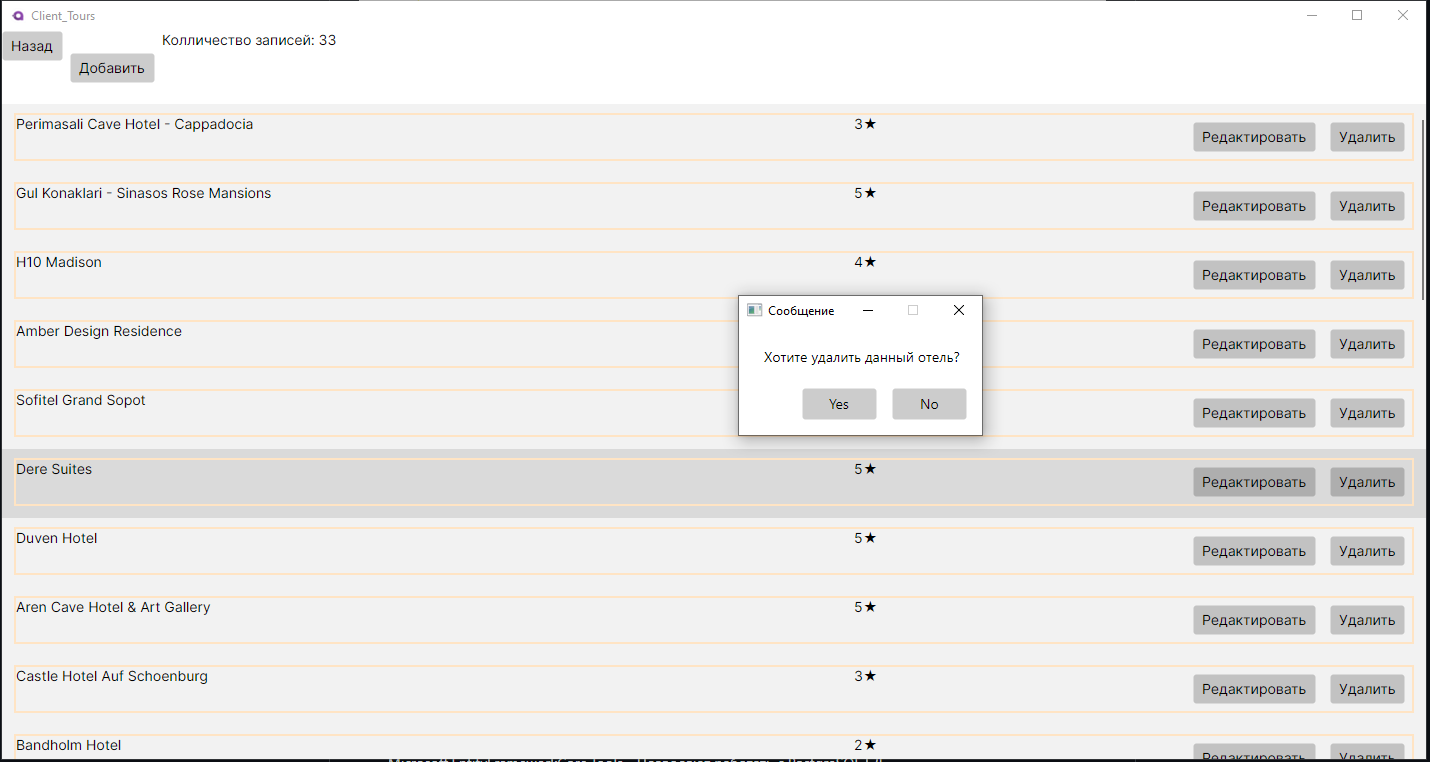 Client_Tours
Назад
Добавить
Колличество записей: 33
Perimasali Cave Hotel - Cappadocia 3★ Редактировать Удалить
Gul Konaklari - Sinasos Rose Mansions 5★ Редактировать Удалить
H10 Madison 4★ Редактировать Удалить
Amber Design Residence Редактировать Удалить
Sofitel Grand Sopot Редактировать Удалить
Сообщение
Хотите удалить данный отель?
Yes No
Dere Suites 5★ Редактировать Удалить
Duven Hotel 5★ Редактировать Удалить
Aren Cave Hotel & Art Gallery 5★ Редактировать Удалить
Castle Hotel Auf Schoenburg 3★ Редактировать Удалить
Bandholm Hotel 2★ Редактировать Удалить